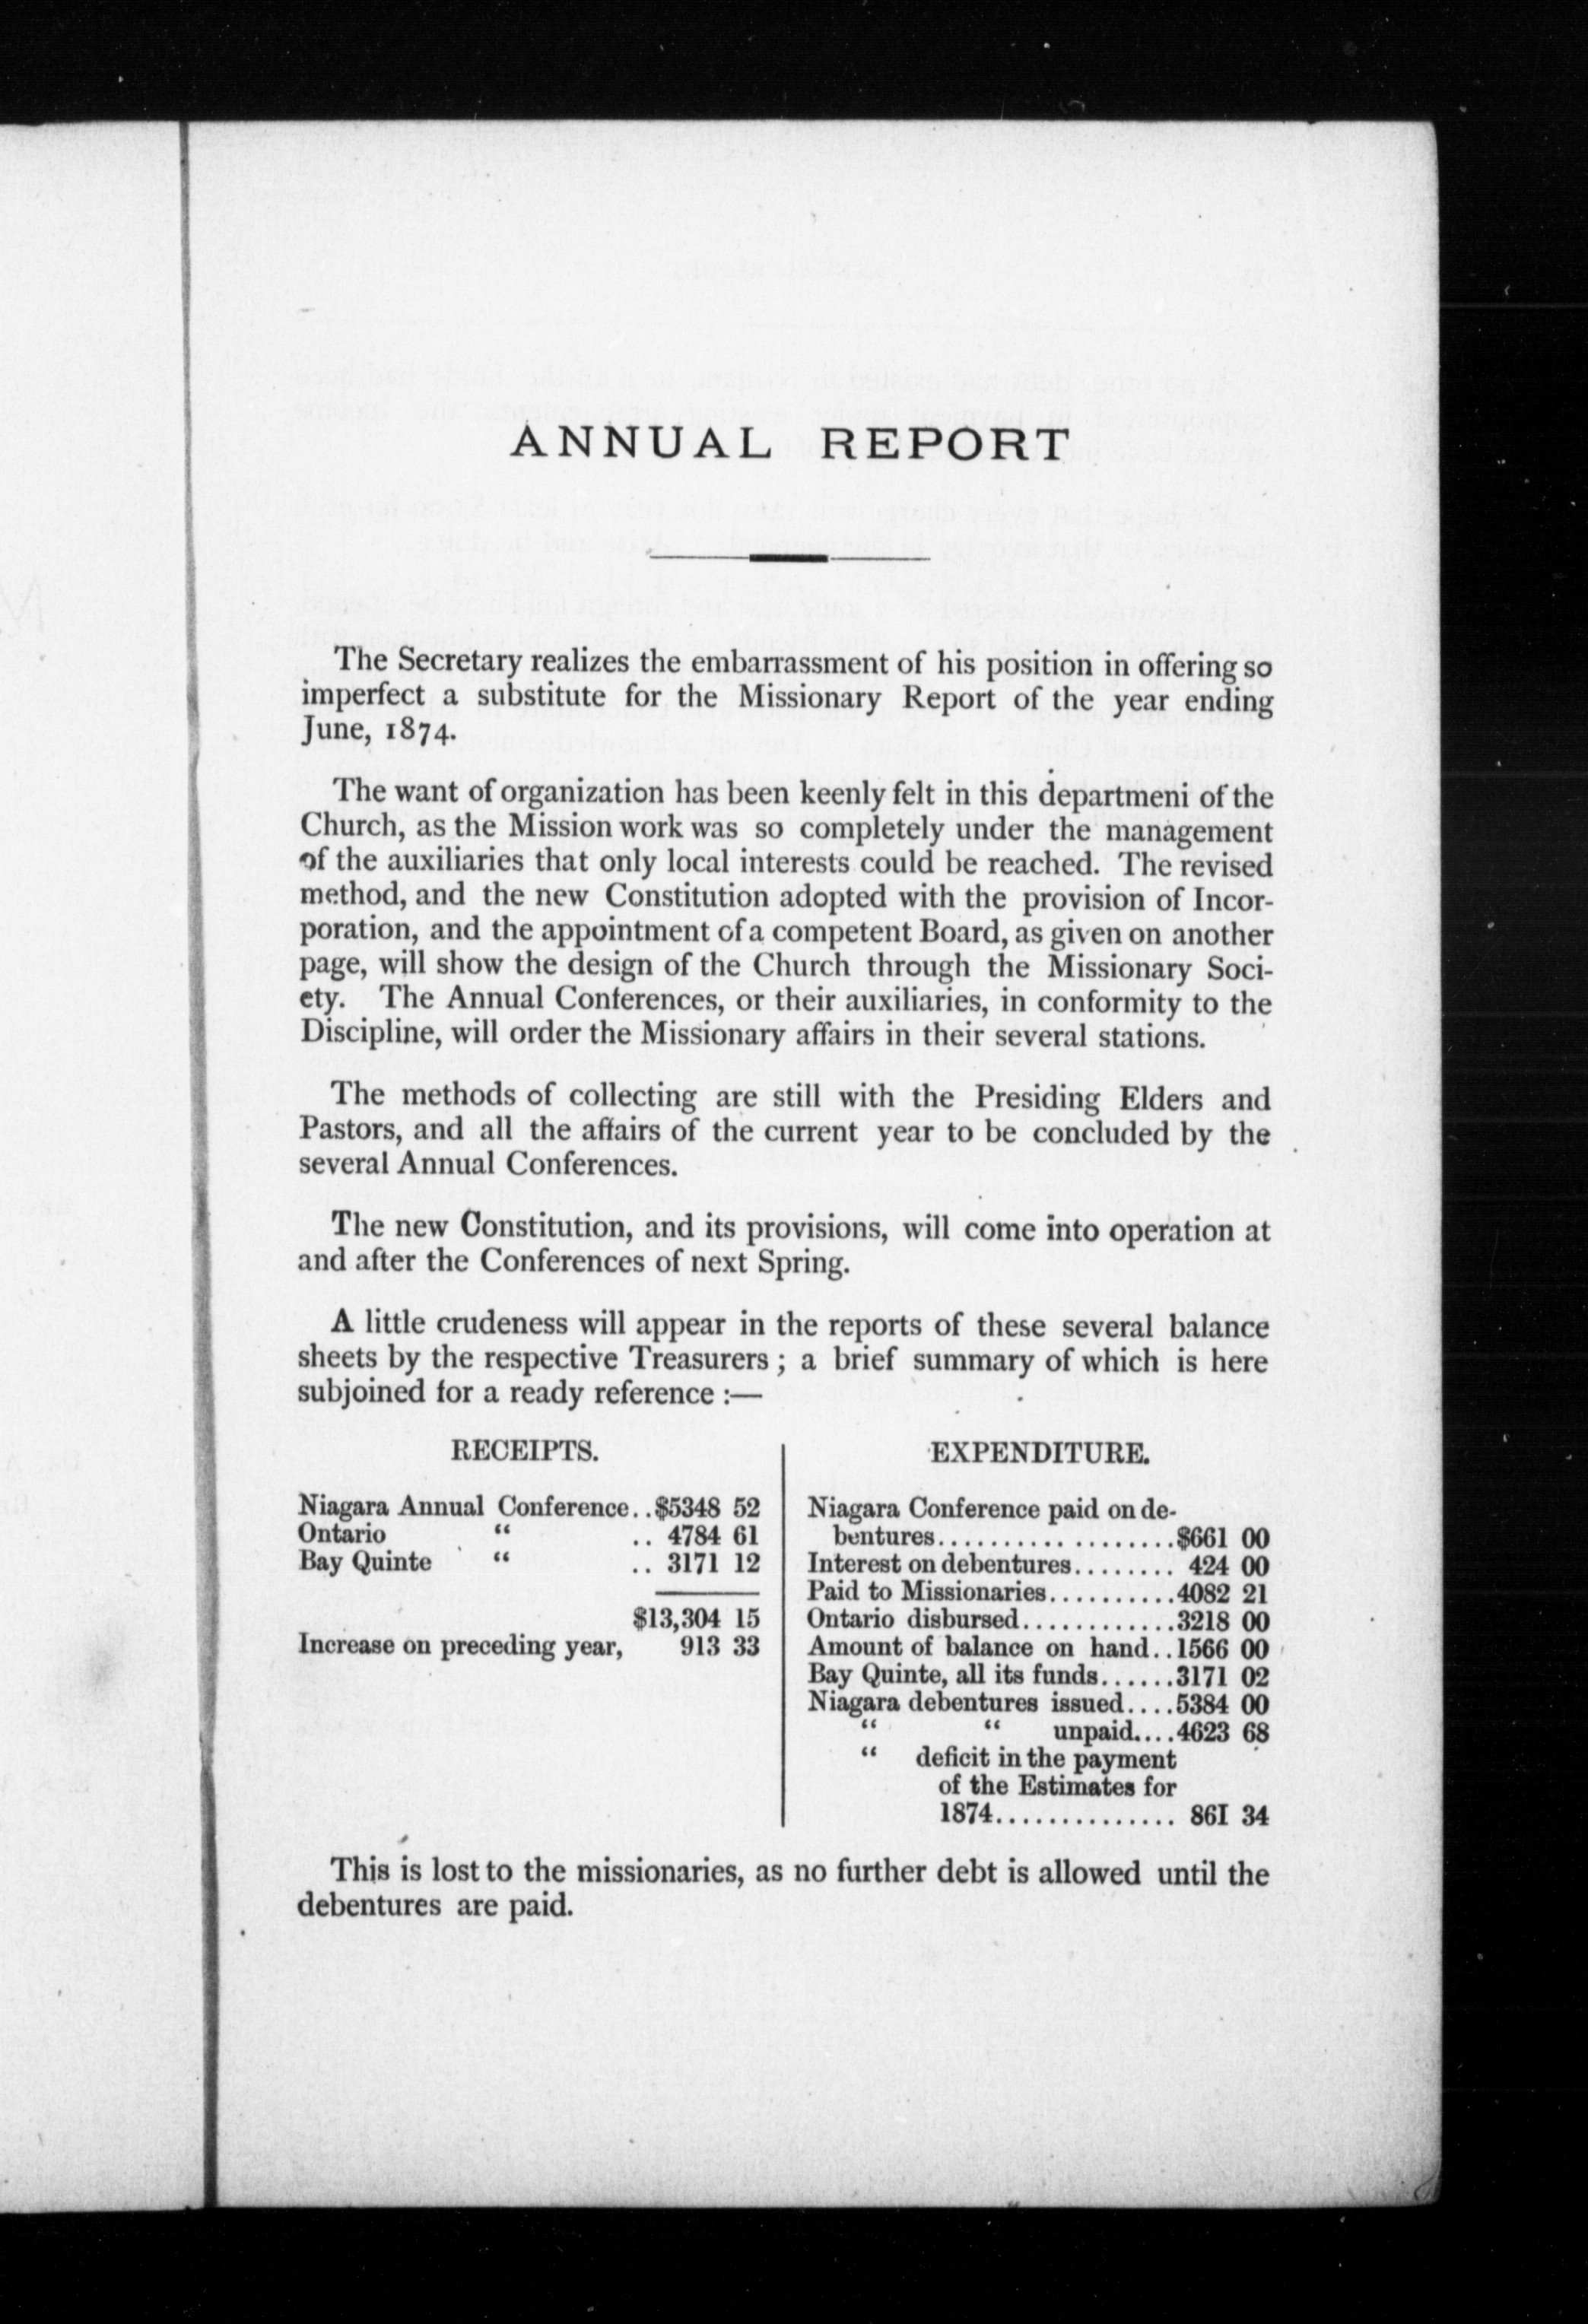 ANNUAL REPORT
The Secretary realizes the embarrassment of his position in offering so
imperfect a substitute for the Missionary Report of the year ending
June, 1874.
The want of organization has been keenly felt in this departmeni of the
Church, as the Mission work was so completely under the management
of the auxiliaries that only local interests could be reached. The revised
method, and the new Constitution adopted with the provision of Incor-
poration, and the appointment of a competent Board, as given on another
page, will show the design of the Church through the Missionary Soci-
ety. The Annual Conferences, or their auxiliaries, in conformity to the
Discipline, will order the Missionary affairs in their several stations.
The methods of collecting are still with the Presiding Elders and
Pastors, and all the affairs of the current year to be concluded by the
several Annual Conferences.
The new Constitution, and its provisions, will come into operation at
and after the Conferences of next Spring.
A little crudeness will appear in the reports of these several balance
sheets by the respective Treasurers ; a brief summary of which is here
subjoined for a ready reference :—
RECEIPTS.
Niagara Annual Conference..$5348 52
Ontario “ .. 4784 61
Bay Quinte “ .. 3171 12
$13,304 15
Increase on preceding year, 913 33
EXPENDITURE.
Niagara Conference paid on de-
bentures..................$661 00
Interest on debentures........ 424 00
Paid to Missionaries..........4082 21
Ontario disbursed............3218 00
Amount of balance on hand..1566 00
Bay Quinte, all its funds......3171 02
Niagara debentures issued....5384 00
“ “ unpaid....4623 68
“ deficit in the payment
of the Estimates for
1874.............. 86I 34
This is lost to the missionaries, as no further debt is allowed until the
debentures are paid.